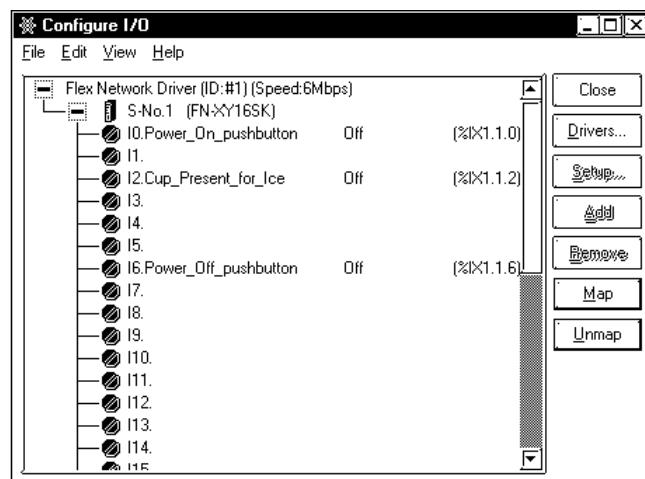 Configure I/O
File Edit View Help
Flex Network Driver (ID:#1) (Speed:6Mbps)
S-No.1 (FN-XY16SK)
I0.Power_On_pushbutton Off (%IX1.1.0)
I1.
I2.Cup_Present_for_Ice Off (%IX1.1.2)
I3.
I4.
I5.
I6.Power_Off_pushbutton Off (%IX1.1.6)
I7.
I8.
I9.
I10.
I11.
I12.
I13.
I14.
I15.
Close
Drivers...
Setup...
Add
Remove
Map
Unmap